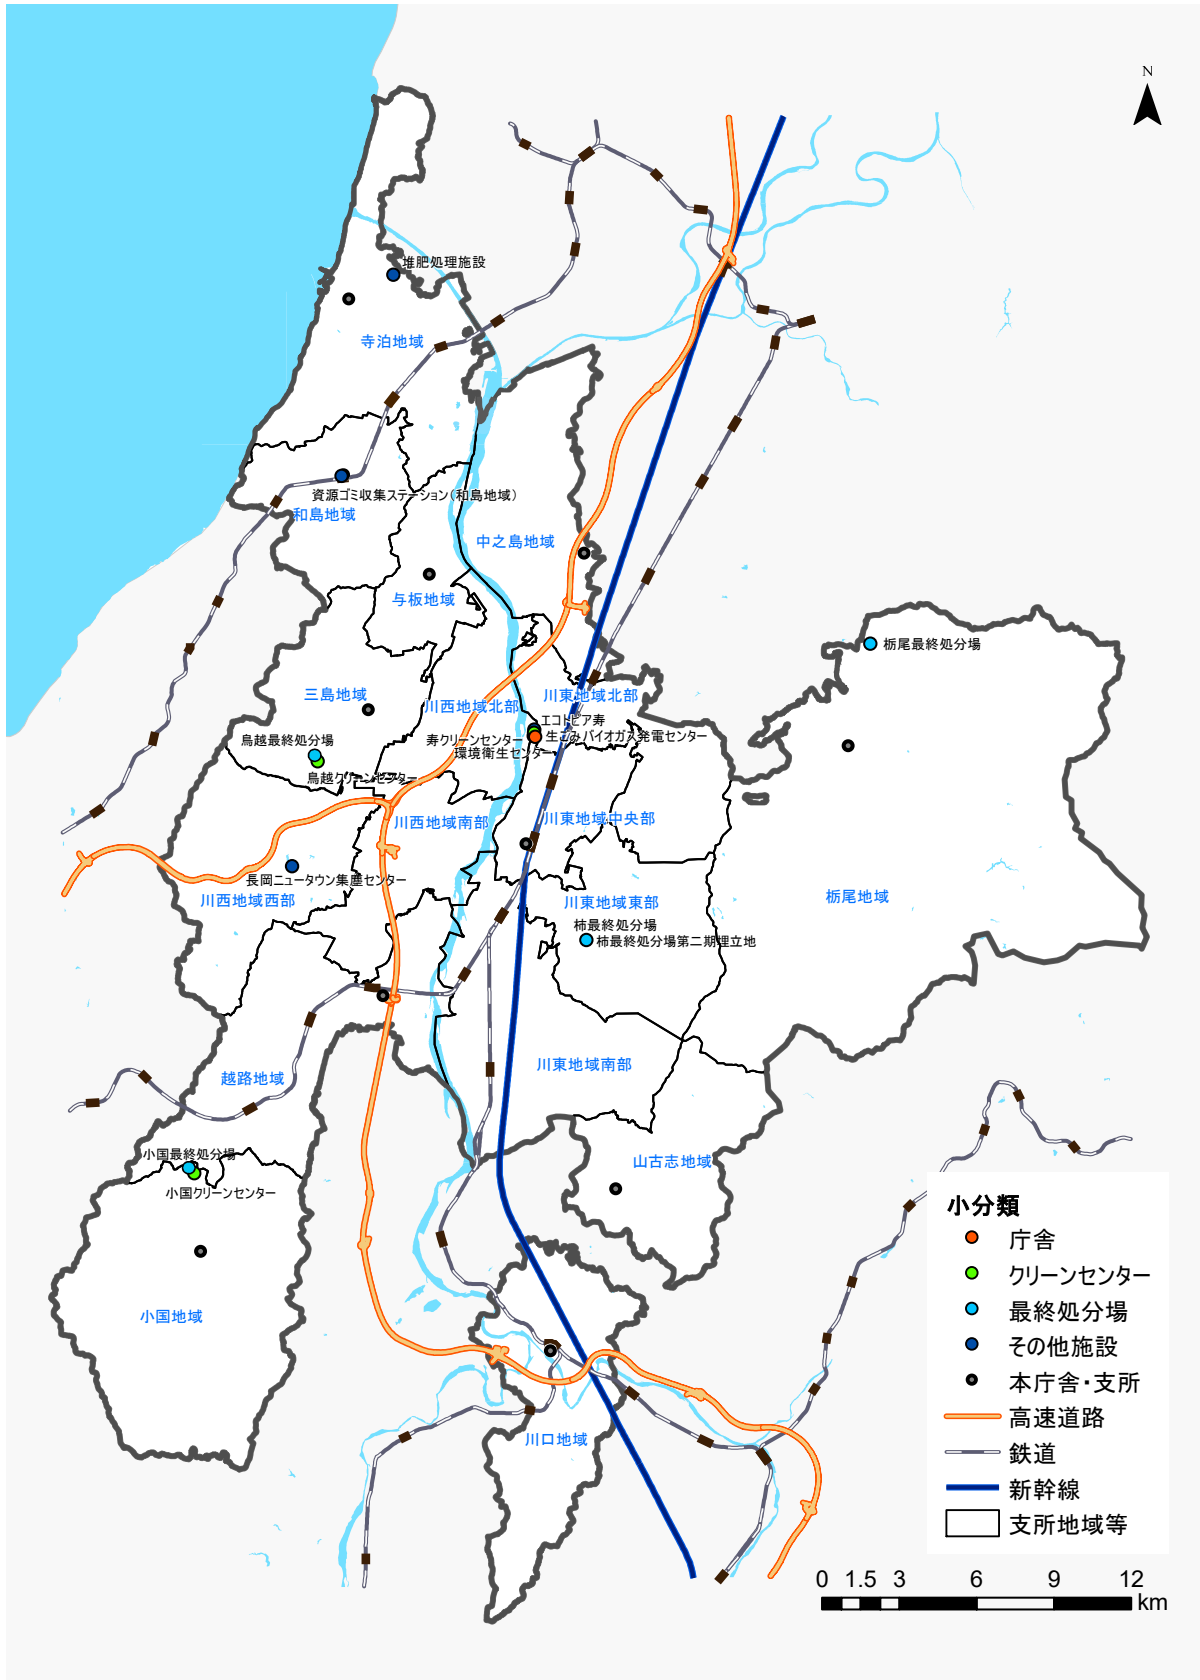 N
堆肥処理施設
寺泊地域
資源ゴミ収集ステーション（和島地域）
和島地域
中之島地域
与板地域
栃尾最終処分場
三島地域
川西地域北部
川東地域北部
エコトピア寿
寿クリーンセンター
生ごみバイオガス発電センター
環境衛生センター
鳥越最終処分場
鳥越クリーンセンター
川西地域南部
川東地域中央部
長岡ニュータウン集塵センター
川西地域西部
川東地域東部
栃尾地域
柿最終処分場
柿最終処分場第二期埋立地
川東地域南部
越路地域
小国最終処分場
小国クリーンセンター
山古志地域
小国地域
川口地域
小分類
庁舎
クリーンセンター
最終処分場
その他施設
本庁舎・支所
高速道路
鉄道
新幹線
支所地域等
0 1.5 3 6 9 12
km